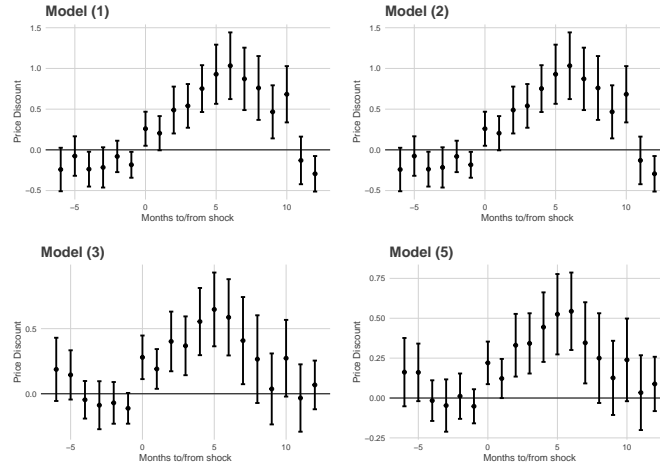 Model (1)
Price Discount
1.5
1.0
0.5
0.0
−0.5
−5
0
5
10
Months to/from shock
Model (2)
Price Discount
1.5
1.0
0.5
0.0
−0.5
−5
0
5
10
Months to/from shock
Model (3)
Price Discount
0.5
0.0
−5
0
5
10
Months to/from shock
Model (5)
Price Discount
0.75
0.50
0.25
0.00
−0.25
−5
0
5
10
Months to/from shock